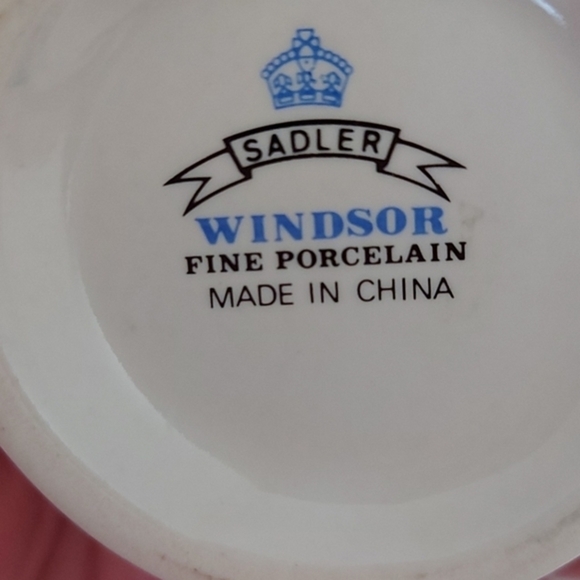 SADLER
WINDSOR
FINE PORCELAIN
MADE IN CHINA